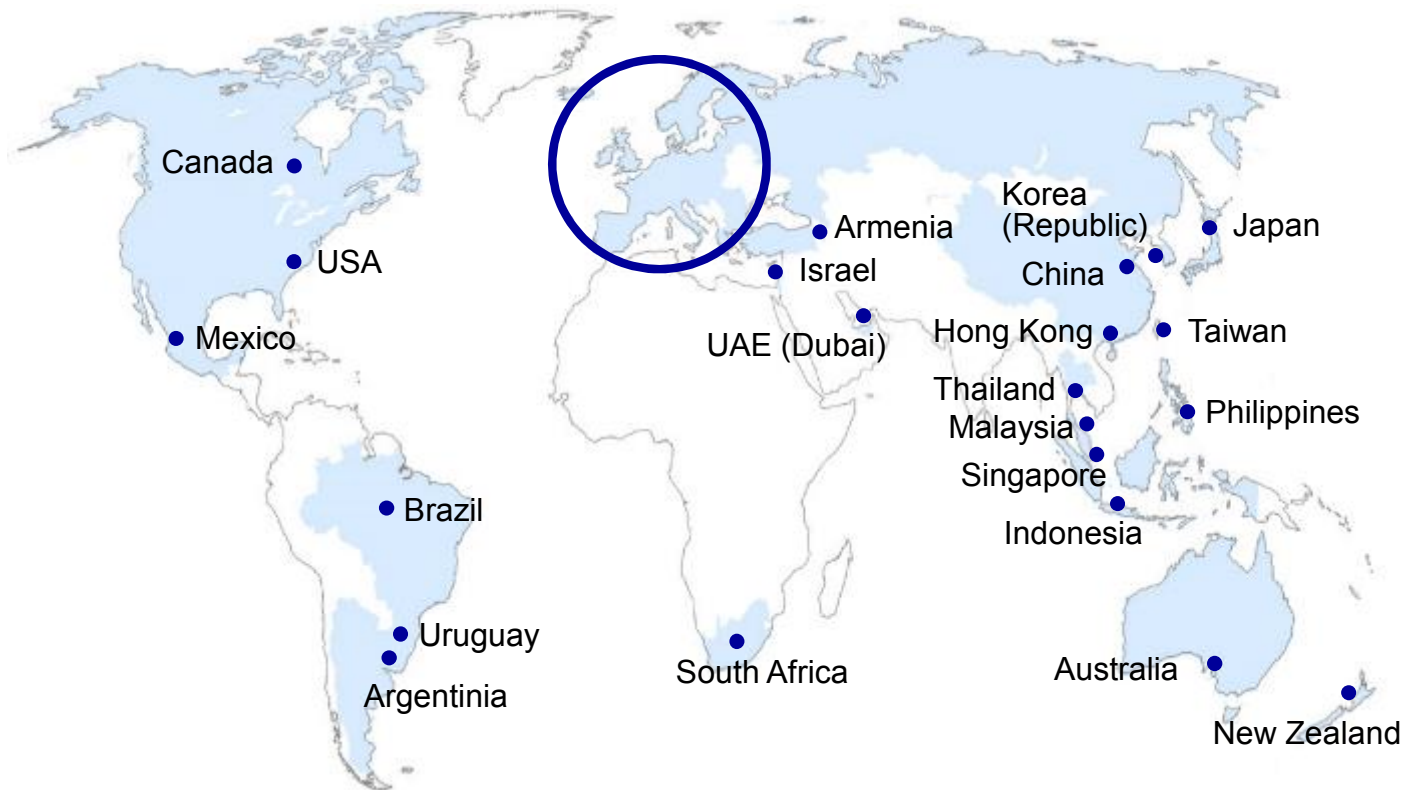 Canada
USA
Mexico
Brazil
Uruguay
Argentinia
South Africa
Armenia
Israel
UAE (Dubai)
Korea
(Republic)
Japan
China
Hong Kong
Taiwan
Thailand
Philippines
Malaysia
Singapore
Indonesia
Australia
New Zealand